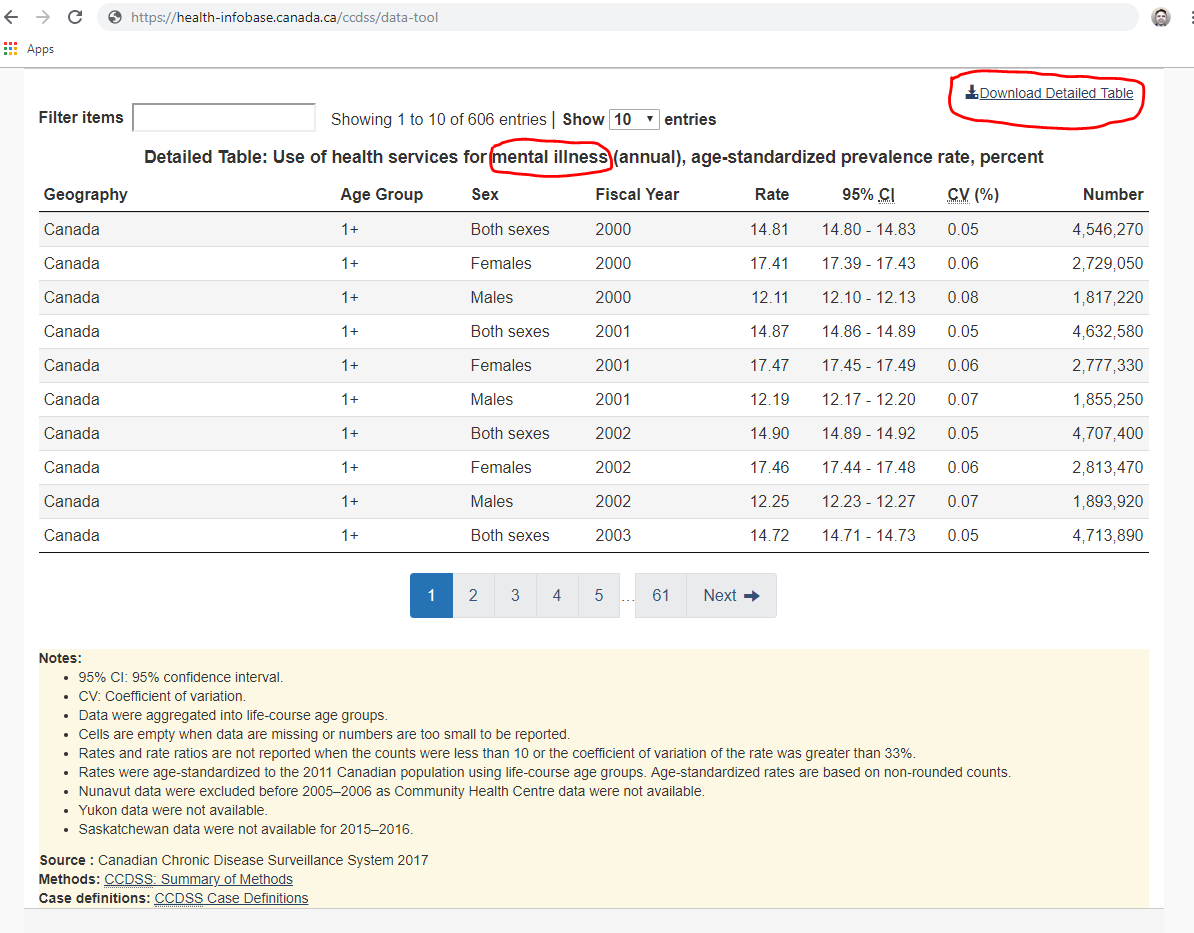 https://health-infobase.canada.ca/ccdss/data-tool
Apps
Download Detailed Table
Filter items Showing 1 to 10 of 606 entries | Show 10 entries
Detailed Table: Use of health services for mental illness (annual), age-standardized prevalence rate, percent
Geography Age Group Sex Fiscal Year Rate 95% CI CV (%) Number
Canada 1+ Both sexes 2000 14.81 14.80 - 14.83 0.05 4,546,270
Canada 1+ Females 2000 17.41 17.39 - 17.43 0.06 2,729,050
Canada 1+ Males 2000 12.11 12.10 - 12.13 0.08 1,817,220
Canada 1+ Both sexes 2001 14.87 14.86 - 14.89 0.05 4,632,580
Canada 1+ Females 2001 17.47 17.45 - 17.49 0.06 2,777,330
Canada 1+ Males 2001 12.19 12.17 - 12.20 0.07 1,855,250
Canada 1+ Both sexes 2002 14.90 14.89 - 14.92 0.05 4,707,400
Canada 1+ Females 2002 17.46 17.44 - 17.48 0.06 2,813,470
Canada 1+ Males 2002 12.25 12.23 - 12.27 0.07 1,893,920
Canada 1+ Both sexes 2003 14.72 14.71 - 14.73 0.05 4,713,890
1 2 3 4 5 ... 61 Next
Notes:
• 95% CI: 95% confidence interval.
• CV: Coefficient of variation.
• Data were aggregated into life-course age groups.
• Cells are empty when data are missing or numbers are too small to be reported.
• Rates and rate ratios are not reported when the counts were less than 10 or the coefficient of variation of the rate was greater than 33%.
• Rates were age-standardized to the 2011 Canadian population using life-course age groups. Age-standardized rates are based on non-rounded counts.
• Nunavut data were excluded before 2005–2006 as Community Health Centre data were not available.
• Yukon data were not available.
• Saskatchewan data were not available for 2015–2016.
Source : Canadian Chronic Disease Surveillance System 2017
Methods: CCDSS: Summary of Methods
Case definitions: CCDSS Case Definitions